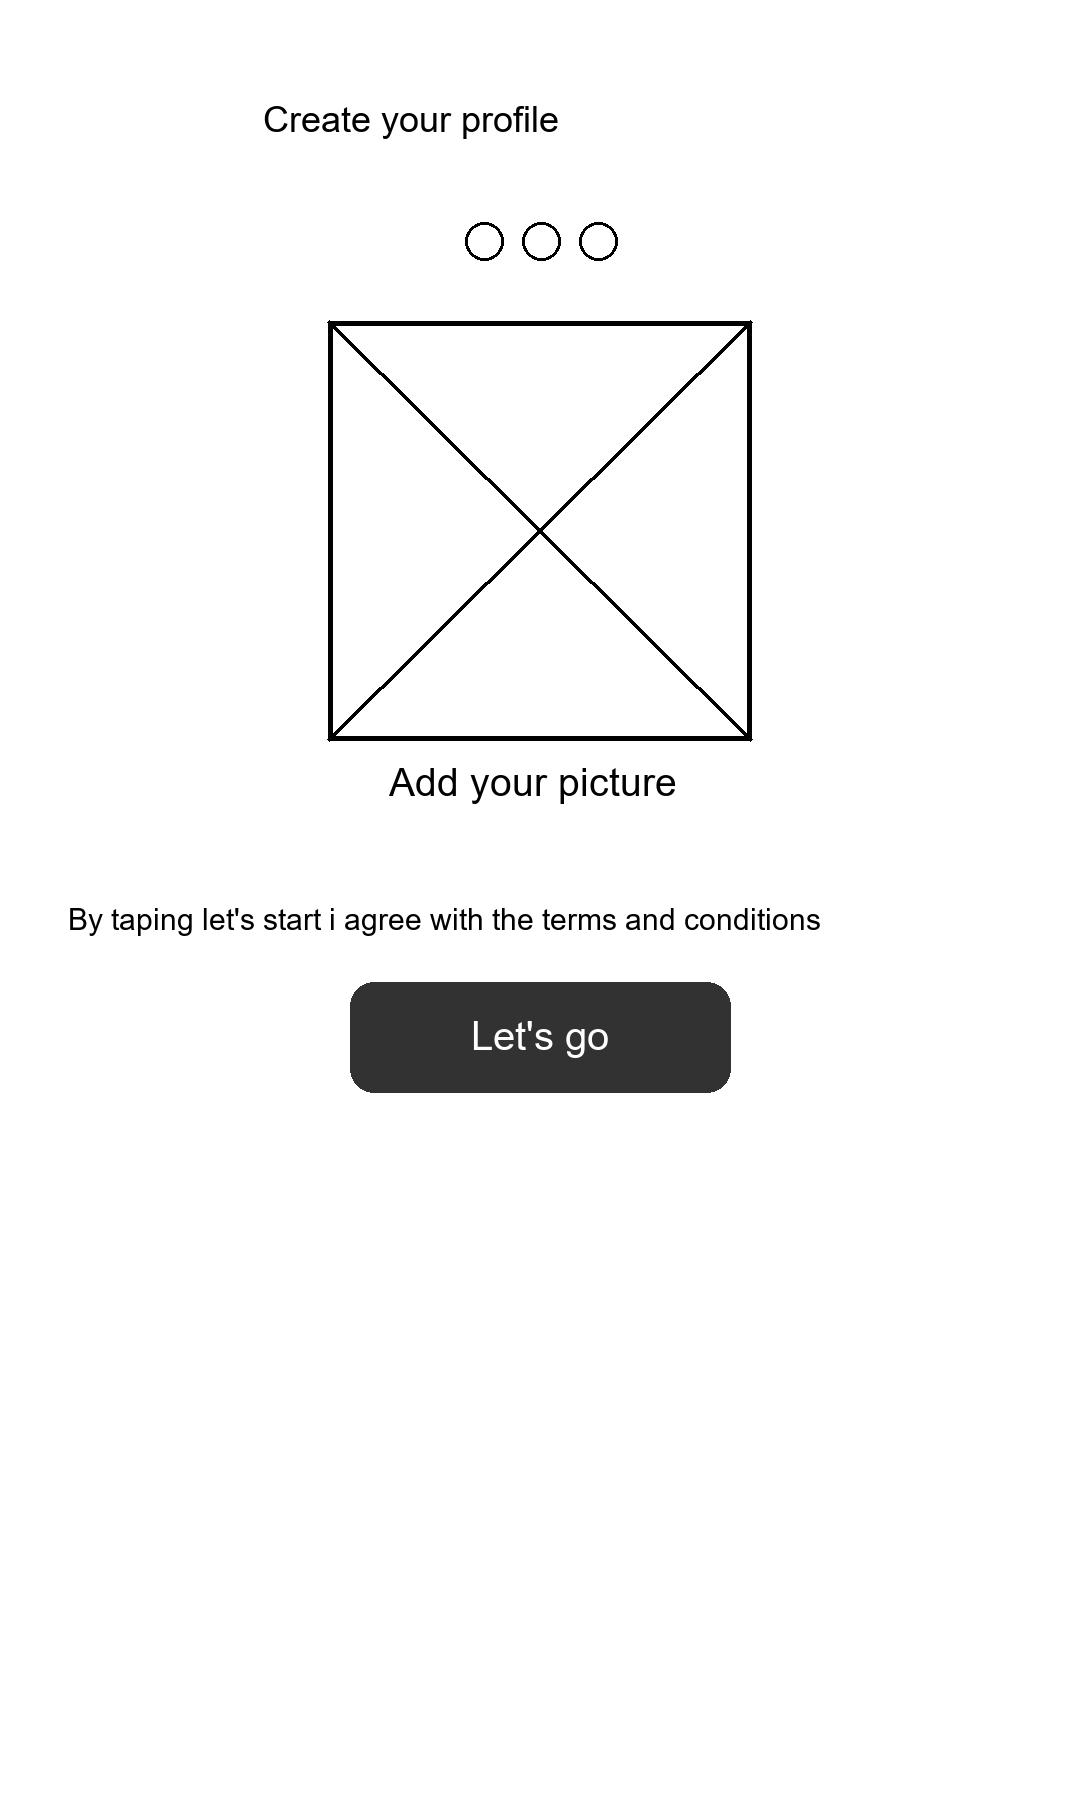 Create your profile
Add your picture
By taping let's start i agree with the terms and conditions
Let's go